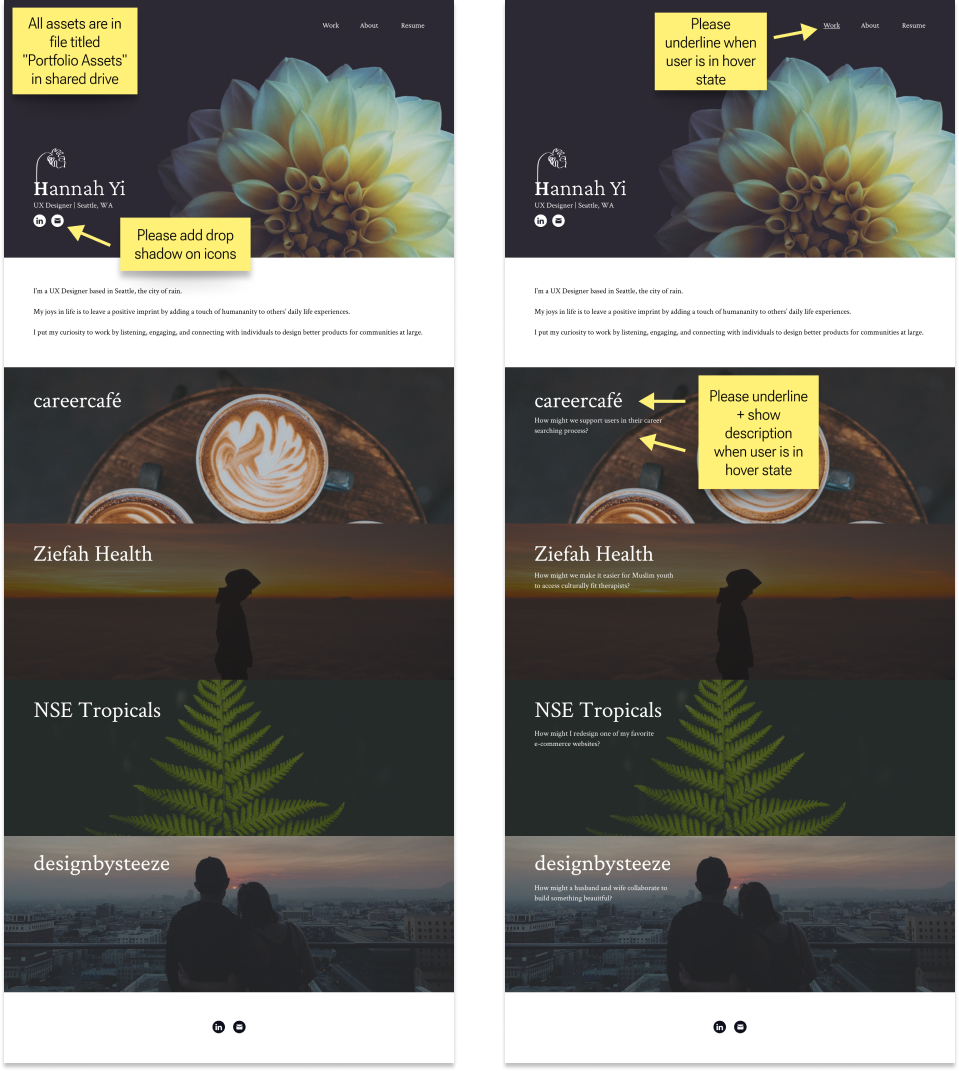 All assets are in
file titled
"Portfolio Assets"
in shared drive
Work About Resume
Hannah Yi
UX Designer | Seattle, WA
in
Please add drop
shadow on icons
I'm a UX Designer based in Seattle, the city of rain.
My joys in life is to leave a positive imprint by adding a touch of humananity to others' daily life experiences.
I put my curiosity to work by listening, engaging, and connecting with individuals to design better products for communities at large.
careercafé
Ziefah Health
NSE Tropicals
designbysteeze
in
Please
underline when
user is in hover
state
Work About Resume
Hannah Yi
UX Designer | Seattle, WA
in
I'm a UX Designer based in Seattle, the city of rain.
My joys in life is to leave a positive imprint by adding a touch of humananity to others' daily life experiences.
I put my curiosity to work by listening, engaging, and connecting with individuals to design better products for communities at large.
careercafé
How might we support users in their career
searching process?
Please underline
+ show
description
when user is in
hover state
Ziefah Health
How might we make it easier for Muslim youth
to access culturally fit therapists?
NSE Tropicals
How might I redesign one of my favorite
e-commerce websites?
designbysteeze
How might a husband and wife collaborate to
build something beauitful?
in